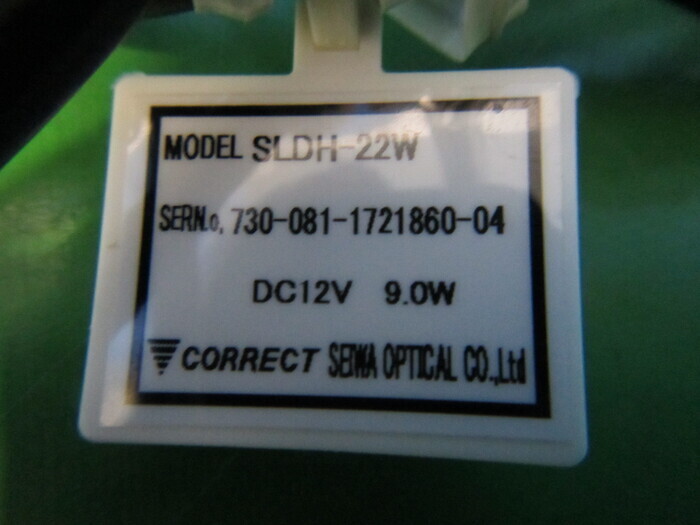 MODEL SLDH-22W
SERN.o. 730-081-1721860-04
DC12V 9.0W
CORRECT SEIWA OPTICAL CO.,Ltd